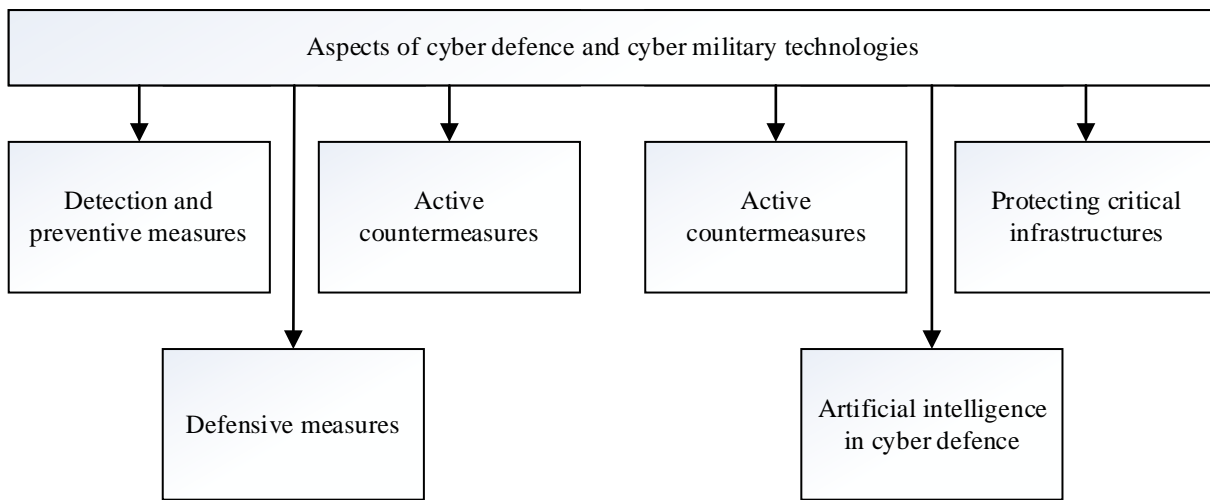 Aspects of cyber defence and cyber military technologies
Detection and
preventive measures
Active
countermeasures
Active
countermeasures
Protecting critical
infrastructures
Defensive measures
Artificial intelligence
in cyber defence